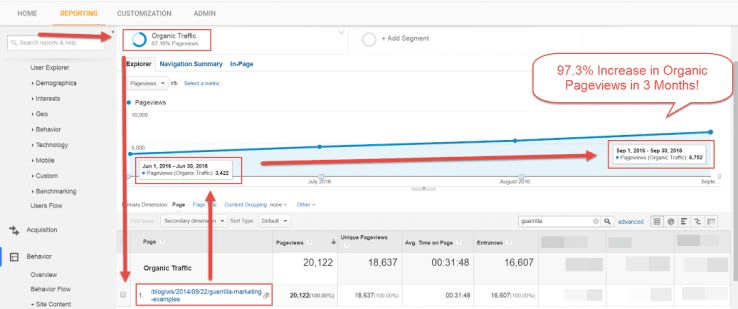 HOME REPORTING CUSTOMIZATION ADMIN
Search reports & help
Organic Traffic
67.16% Pageviews
+ Add Segment
User Explorer
Demographics
Interests
Geo
Behavior
Technology
Mobile
Custom
Benchmarking
Users Flow
Acquisition
Behavior
Overview
Behavior Flow
Site Content
Explorer Navigation Summary In-Page
Pageviews VS. Select a metric
Pageviews
10,000
5,000
97.3% Increase in Organic
Pageviews in 3 Months!
Jun 1, 2016 - Jun 30, 2016
Pageviews (Organic Traffic): 3,422
Sep 1, 2016 - Sep 30, 2016
Pageviews (Organic Traffic): 6,752
July 2016 August 2016 Septe...
Primary Dimension: Page Page Title Content Grouping: none Other
Plot Rows Secondary dimension Sort Type: Default guerrilla advanced
Page Pageviews Unique Pageviews Avg. Time on Page Entrances
Organic Traffic 20,122 18,637 00:31:48 16,607
1. /blog/ws/2014/09/22/guerrilla-marketing
-examples
20,122(100.00%) 18,637(100.00%) 00:31:48 16,607(100.00%)